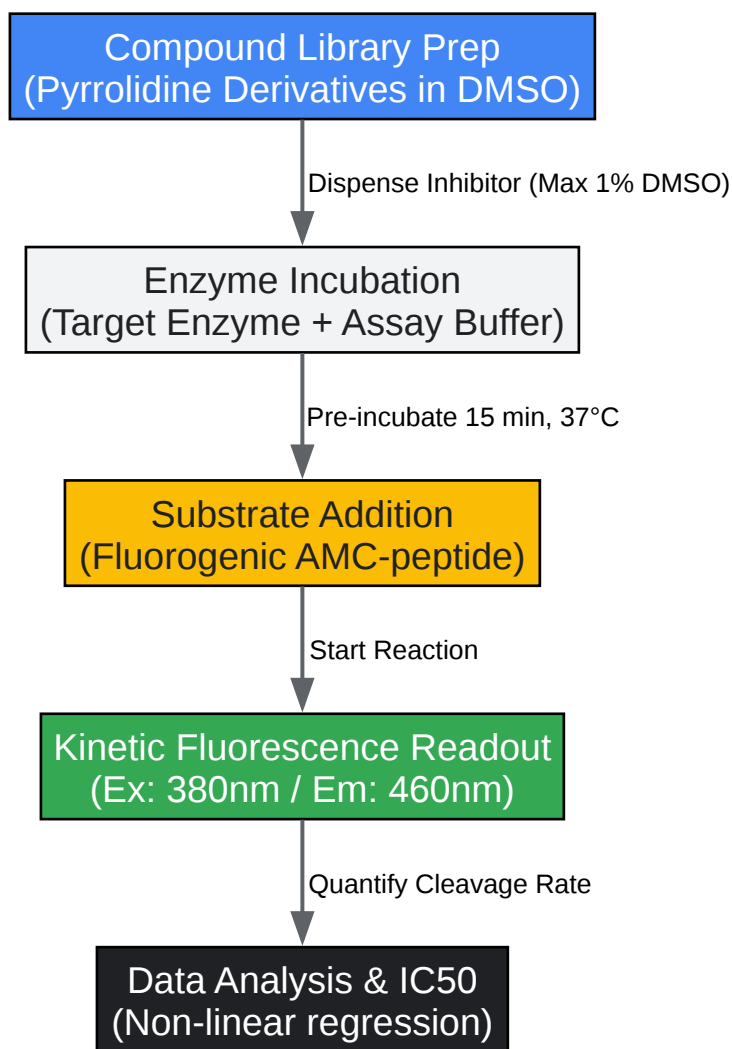 Compound Library Prep
(Pyrrolidine Derivatives in DMSO)
Dispense Inhibitor (Max 1% DMSO)
Enzyme Incubation
(Target Enzyme + Assay Buffer)
Pre-incubate 15 min, 37°C
Substrate Addition
(Fluorogenic AMC-peptide)
Start Reaction
Kinetic Fluorescence Readout
(Ex: 380nm / Em: 460nm)
Quantify Cleavage Rate
Data Analysis & IC50
(Non-linear regression)